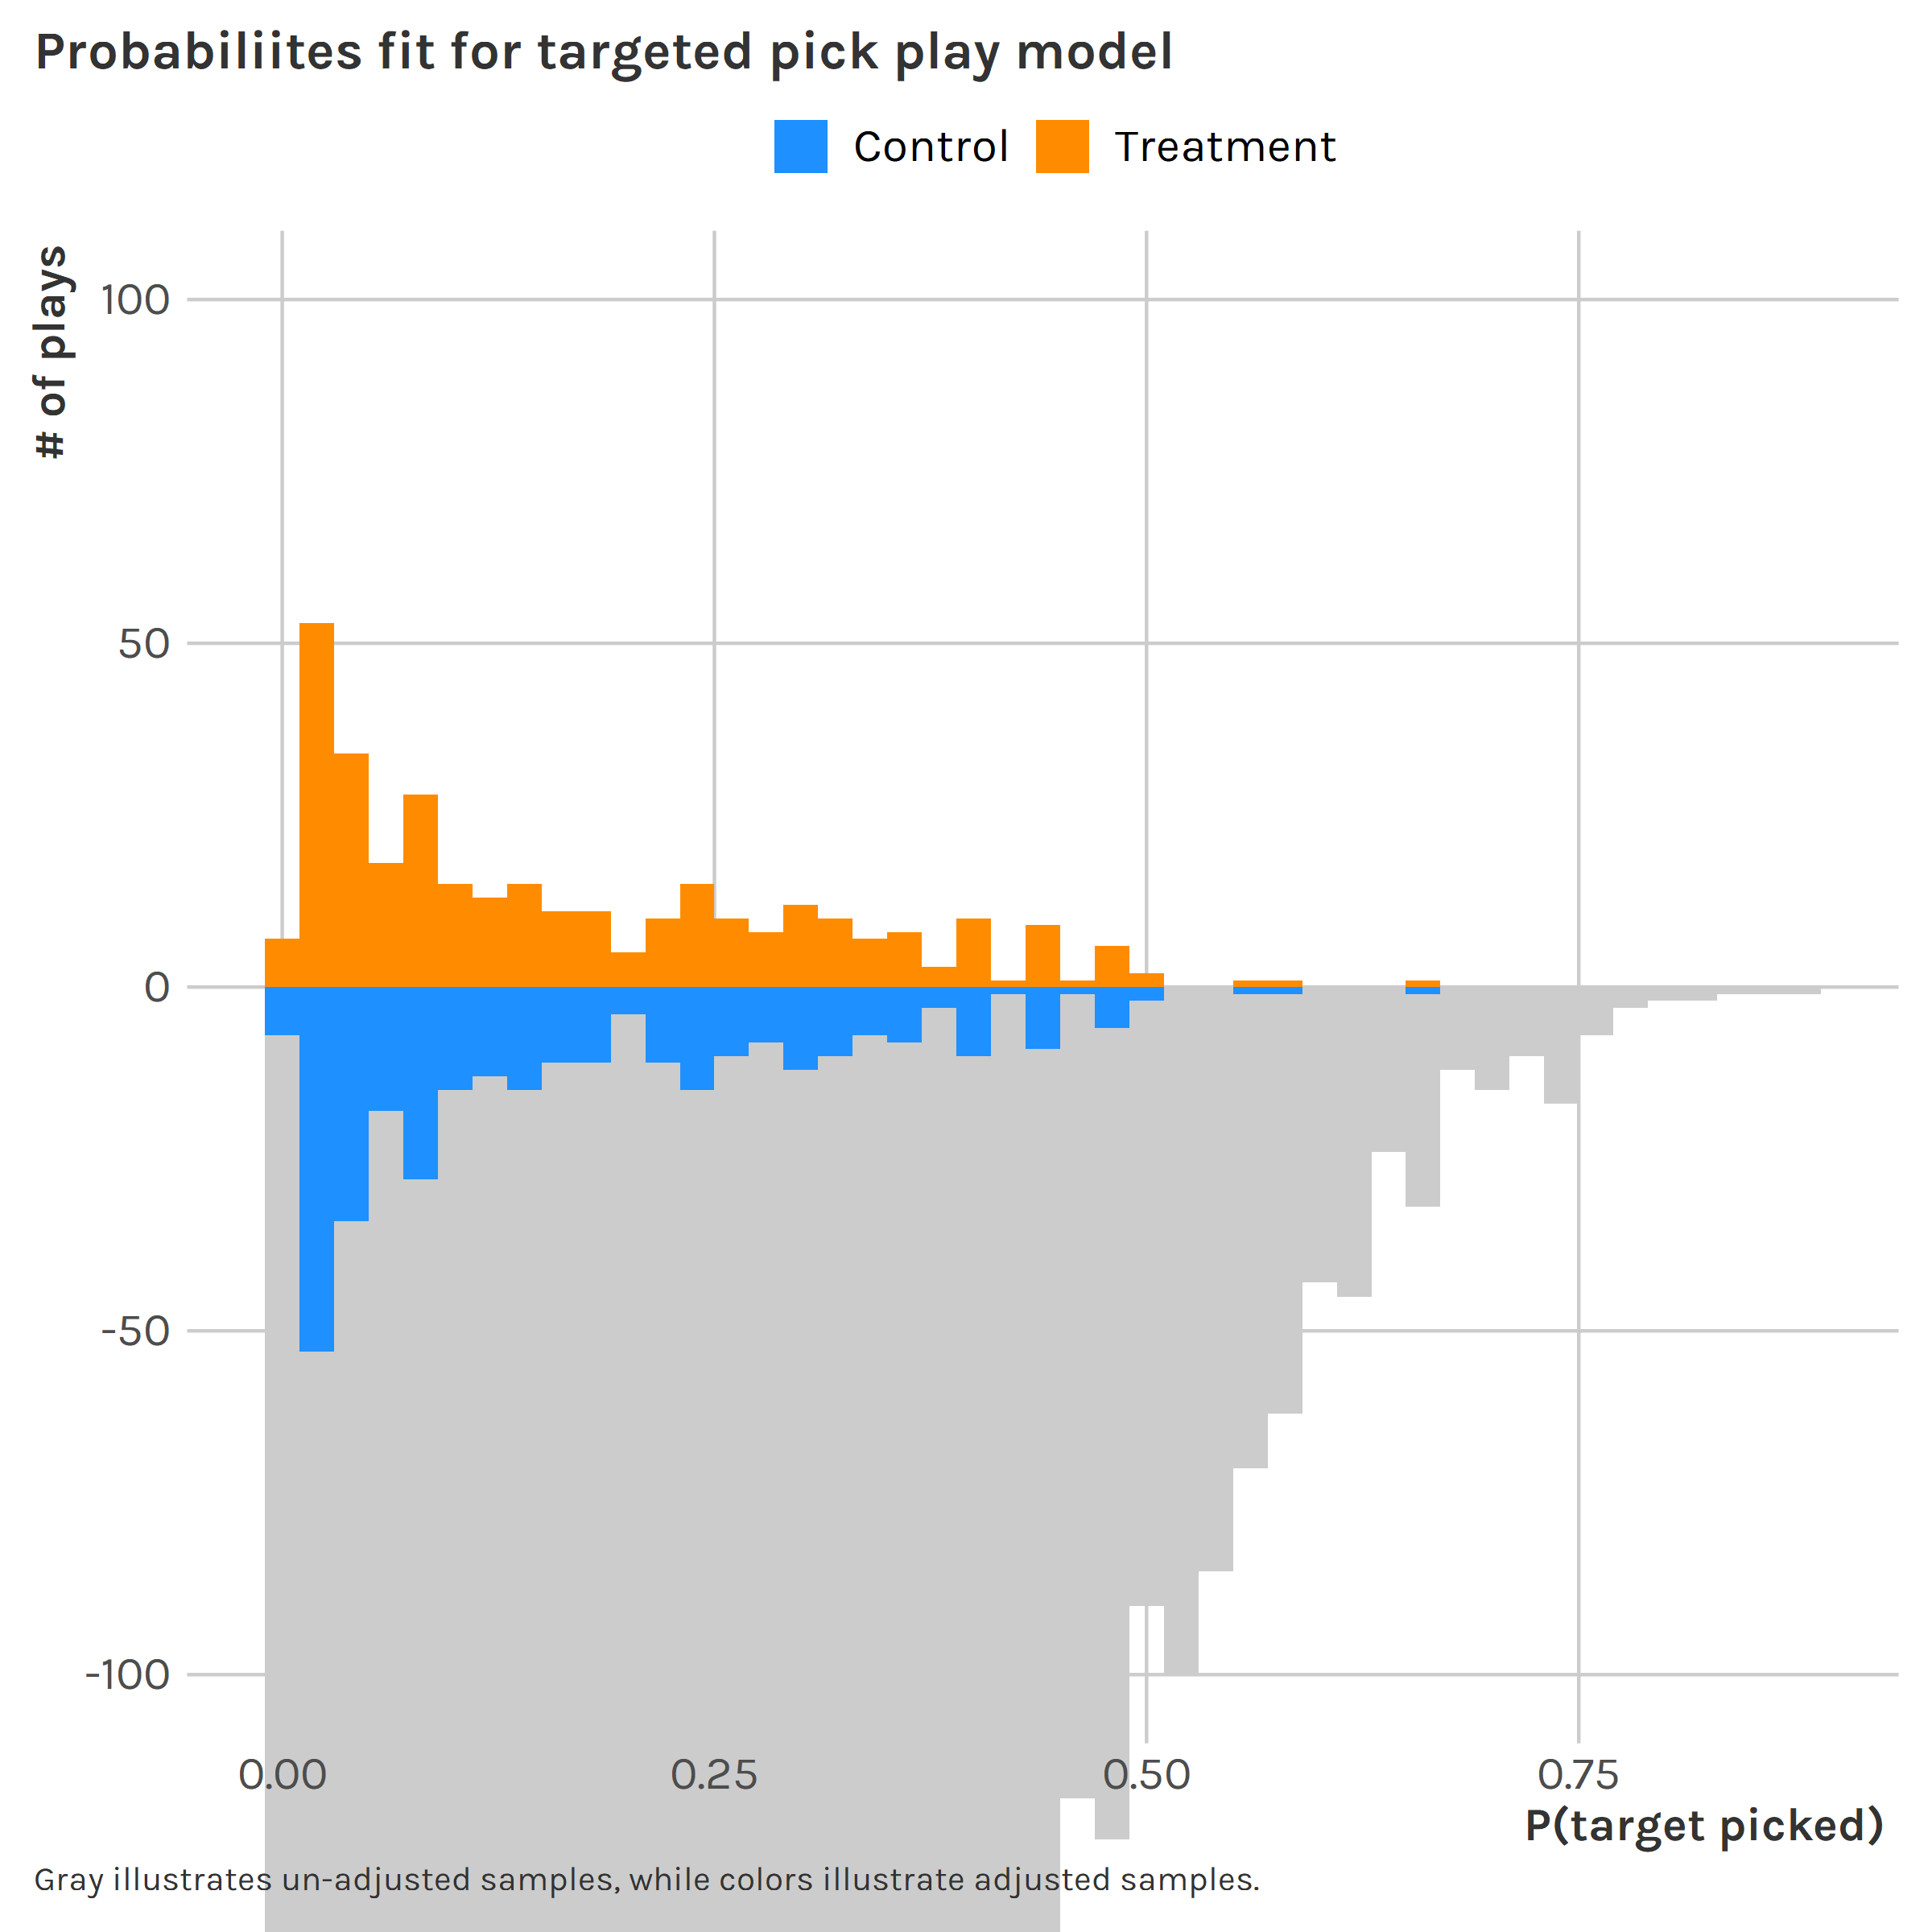 Probabiliites fit for targeted pick play model
Control
Treatment
# of plays
100
50
0
-50
-100
0.00
0.25
0.50
0.75
P(target picked)
Gray illustrates un-adjusted samples, while colors illustrate adjusted samples.